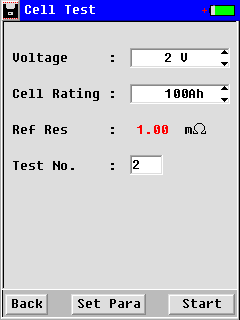 Cell Test
Voltage : 2 V
Cell Rating : 100Ah
Ref Res : 1.00 mΩ
Test No. : 2
Back Set Para Start